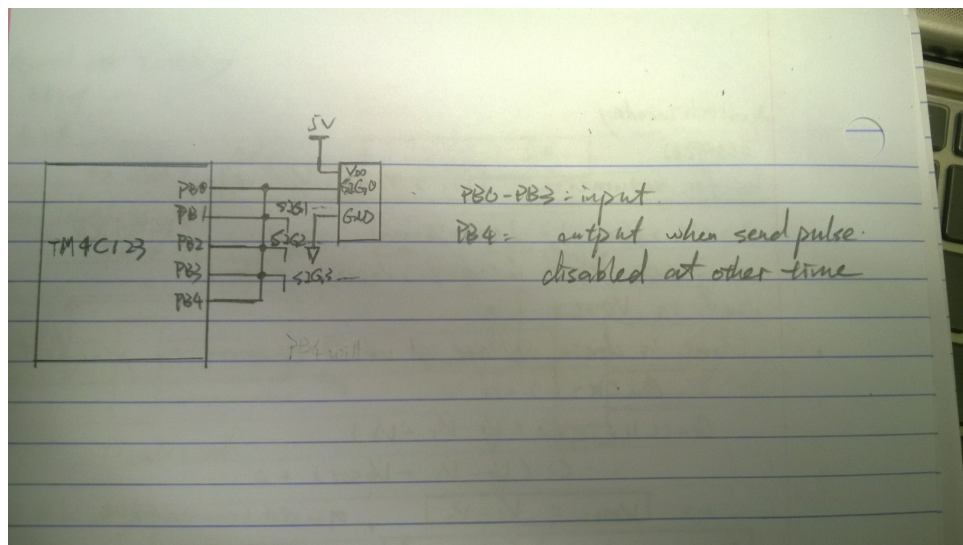 5V
VDD
PB0
SIG0
PB1
SIG1
GND
TM4C123
PB2
SIG2
PB3
SIG3
PB4
PB0-PB3: input.
PB4: output when send pulse.
disabled at other time